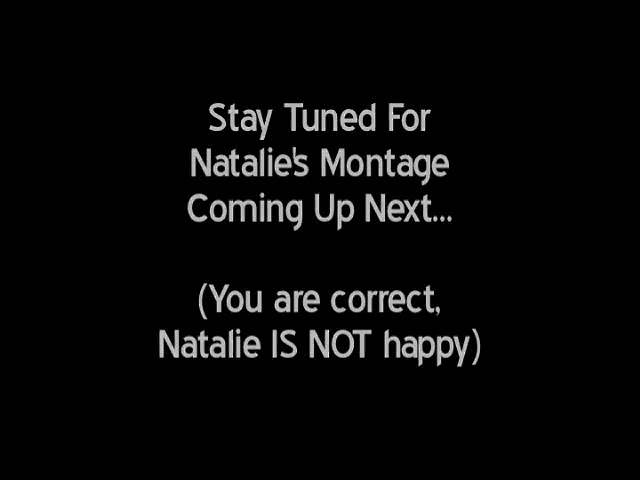 Stay Tuned For
Natalie's Montage
Coming Up Next...
(You are correct,
Natalie IS NOT happy)